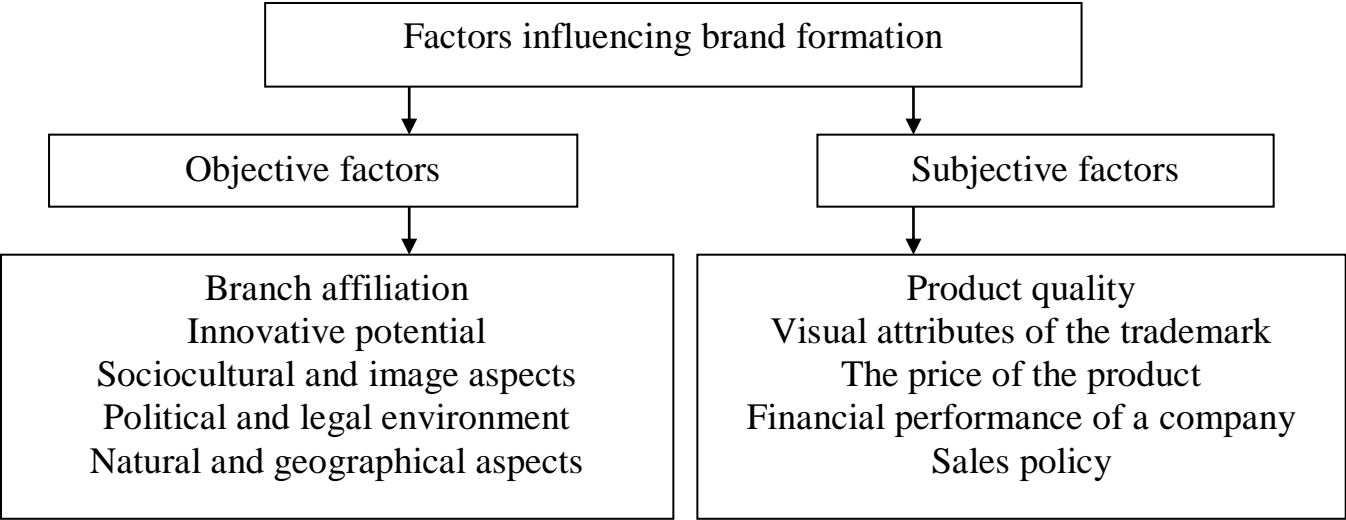 Factors influencing brand formation
Objective factors
Subjective factors
Branch affiliation
Innovative potential
Sociocultural and image aspects
Political and legal environment
Natural and geographical aspects
Product quality
Visual attributes of the trademark
The price of the product
Financial performance of a company
Sales policy